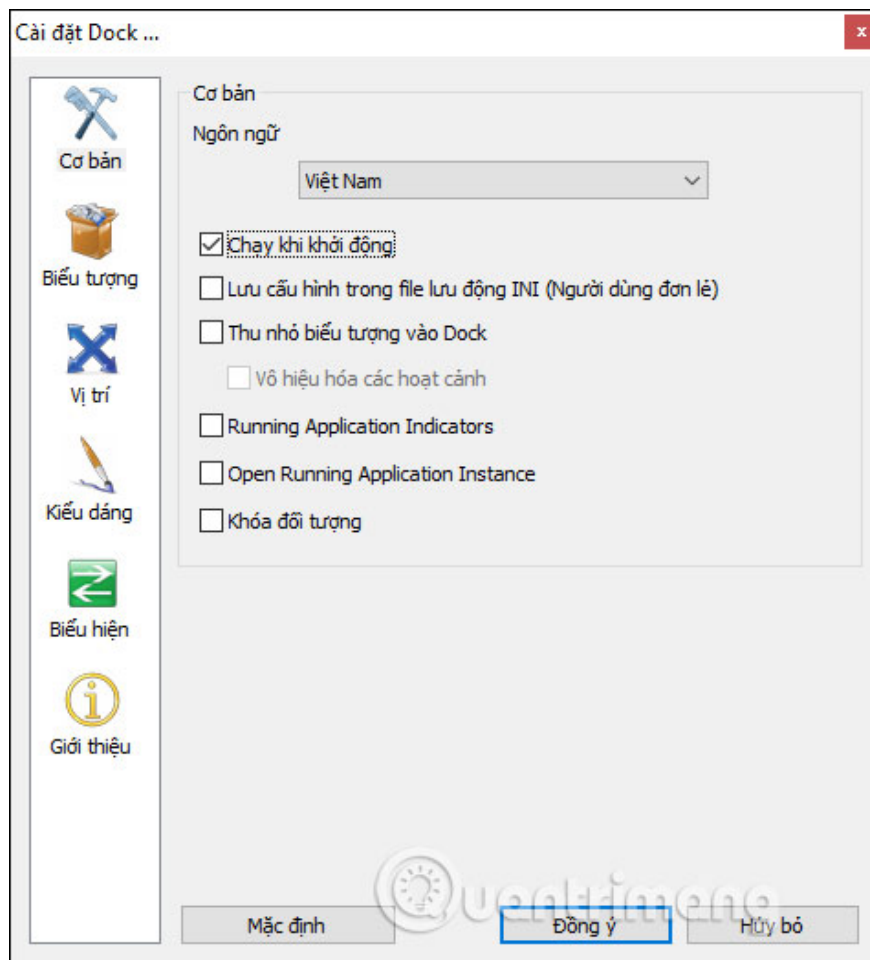 Cài đặt Dock ...
x
Cơ bản
Biểu tượng
Vị trí
Kiểu dáng
Biểu hiện
Giới thiệu
Cơ bản
Ngôn ngữ
Việt Nam
Chạy khi khởi động
Lưu cấu hình trong file lưu động INI (Người dùng đơn lẻ)
Thu nhỏ biểu tượng vào Dock
Vô hiệu hóa các hoạt cảnh
Running Application Indicators
Open Running Application Instance
Khóa đối tượng
Quantrimang
Mặc định
Đồng ý
Hủy bỏ